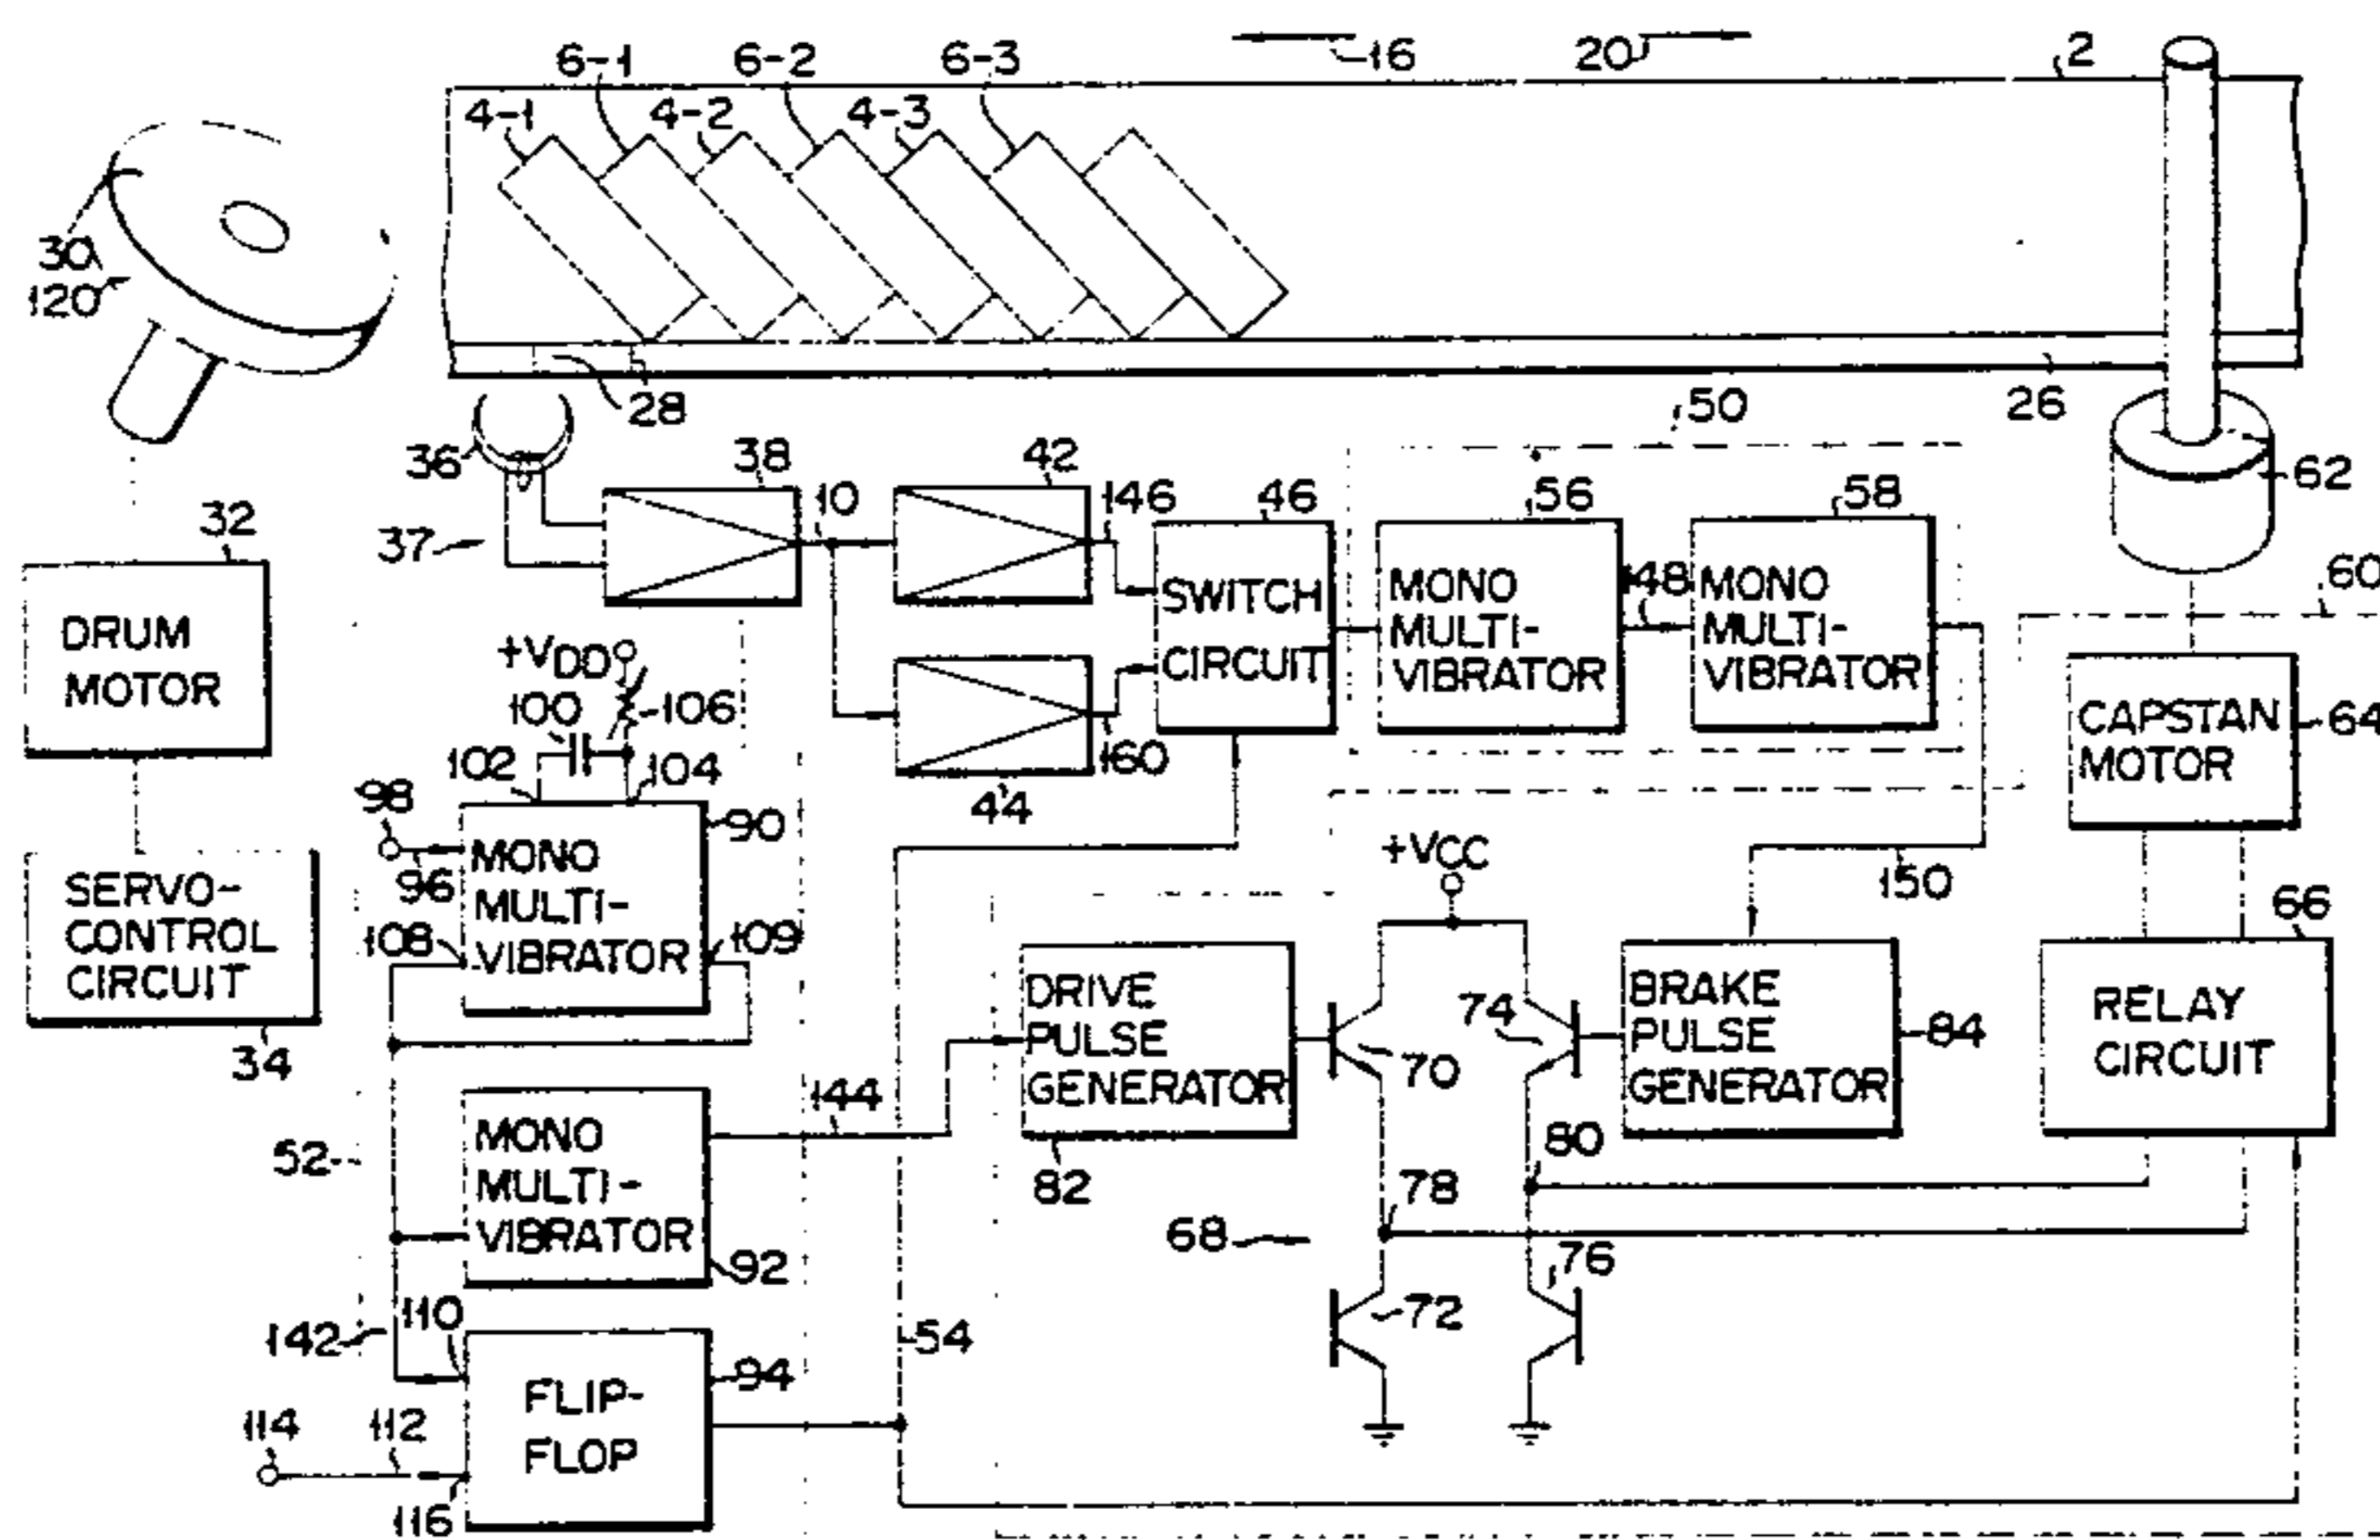 16
20
2
6-1
6-2
6-3
4-1
4-2
4-3
30
120
28
26
50
36
38
42
10
146
46
56
58
62
32
37
DRUM
MOTOR
SWITCH
CIRCUIT
MONO
MULTI-
VIBRATOR
148
MONO
MULTI-
VIBRATOR
60
+VDD
100
106
102
104
160
44
CAPSTAN
MOTOR
64
98
96
90
MONO
MULTI-
VIBRATOR
108
109
SERVO-
CONTROL
CIRCUIT
34
+VCC
150
66
DRIVE
PULSE
GENERATOR
82
70
74
BRAKE
PULSE
GENERATOR
84
RELAY
CIRCUIT
52
MONO
MULTI-
VIBRATOR
92
144
78
80
68
72
76
142
110
54
FLIP-
FLOP
94
114
112
116